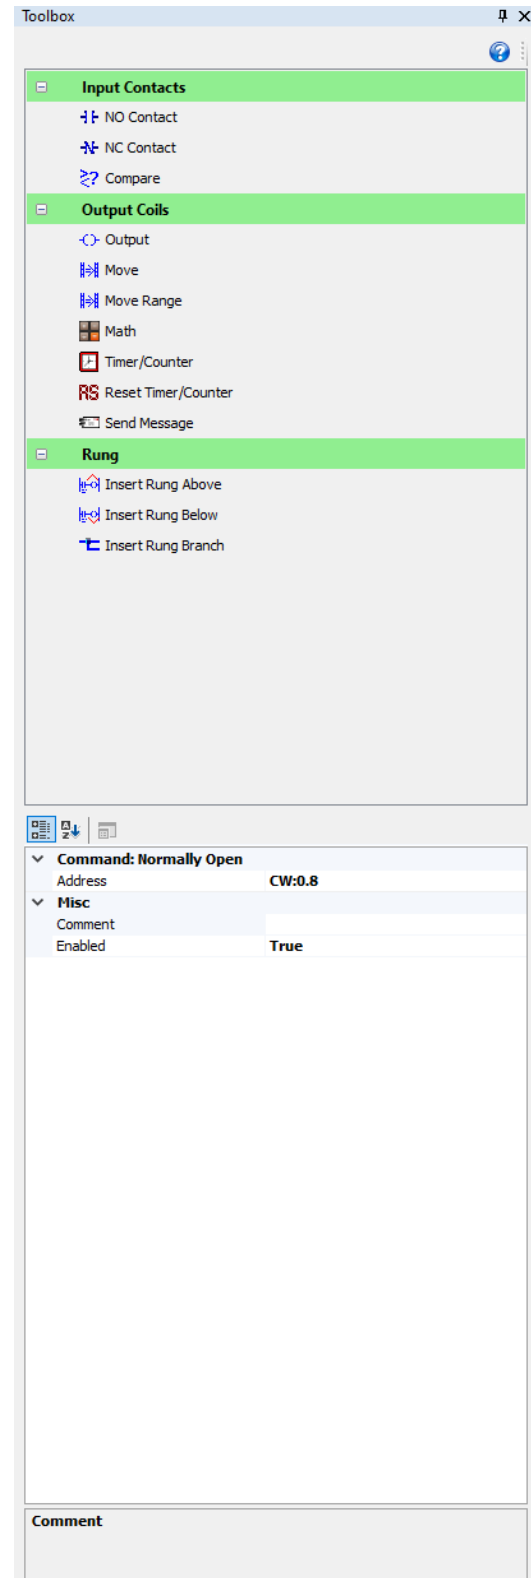 Toolbox
Input Contacts
NO Contact
NC Contact
Compare
Output Coils
Output
Move
Move Range
Math
Timer/Counter
RS Reset Timer/Counter
Send Message
Rung
Insert Rung Above
Insert Rung Below
Insert Rung Branch
Command: Normally Open
Address CW:0.8
Misc
Comment
Enabled True
Comment